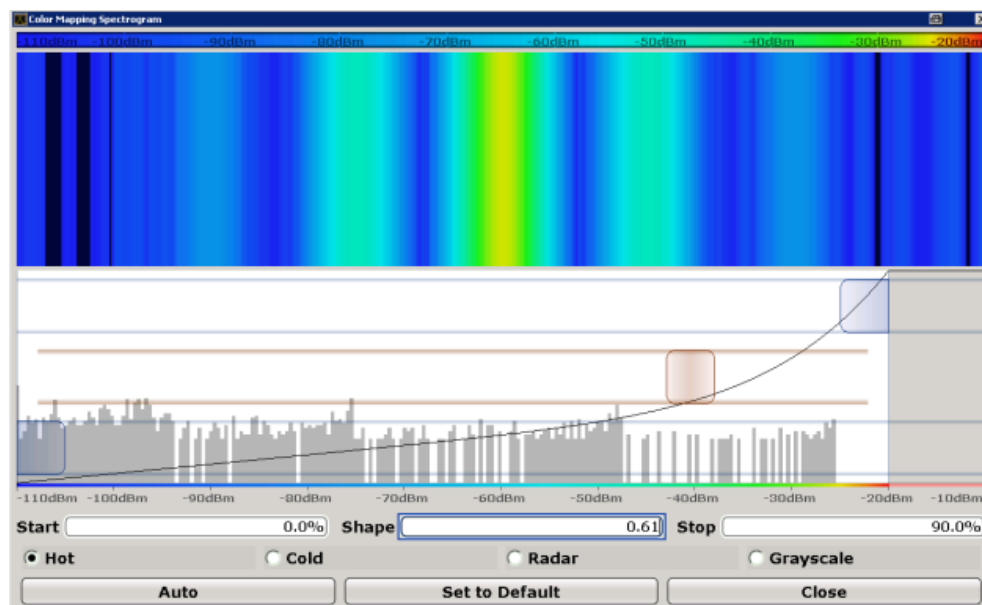 Color Mapping Spectrogram
-110dBm -100dBm -90dBm -80dBm -70dBm -60dBm -50dBm -40dBm -30dBm -20dBm
-110dBm -100dBm -90dBm -80dBm -70dBm -60dBm -50dBm -40dBm -30dBm -20dBm -10dBm
Start 0.0% Shape 0.61 Stop 90.0%
Hot Cold Radar Grayscale
Auto Set to Default Close